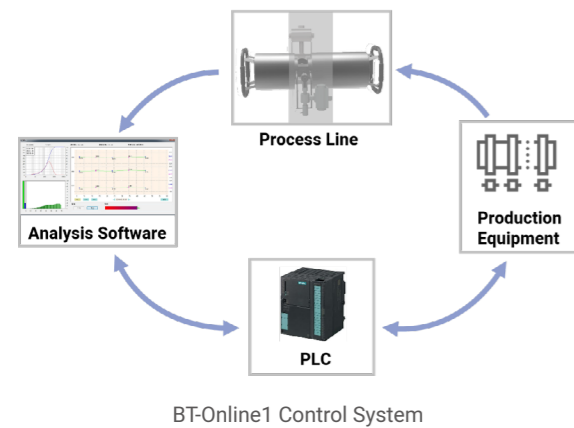 Process Line
Analysis Software
Production
Equipment
PLC
BT-Online1 Control System